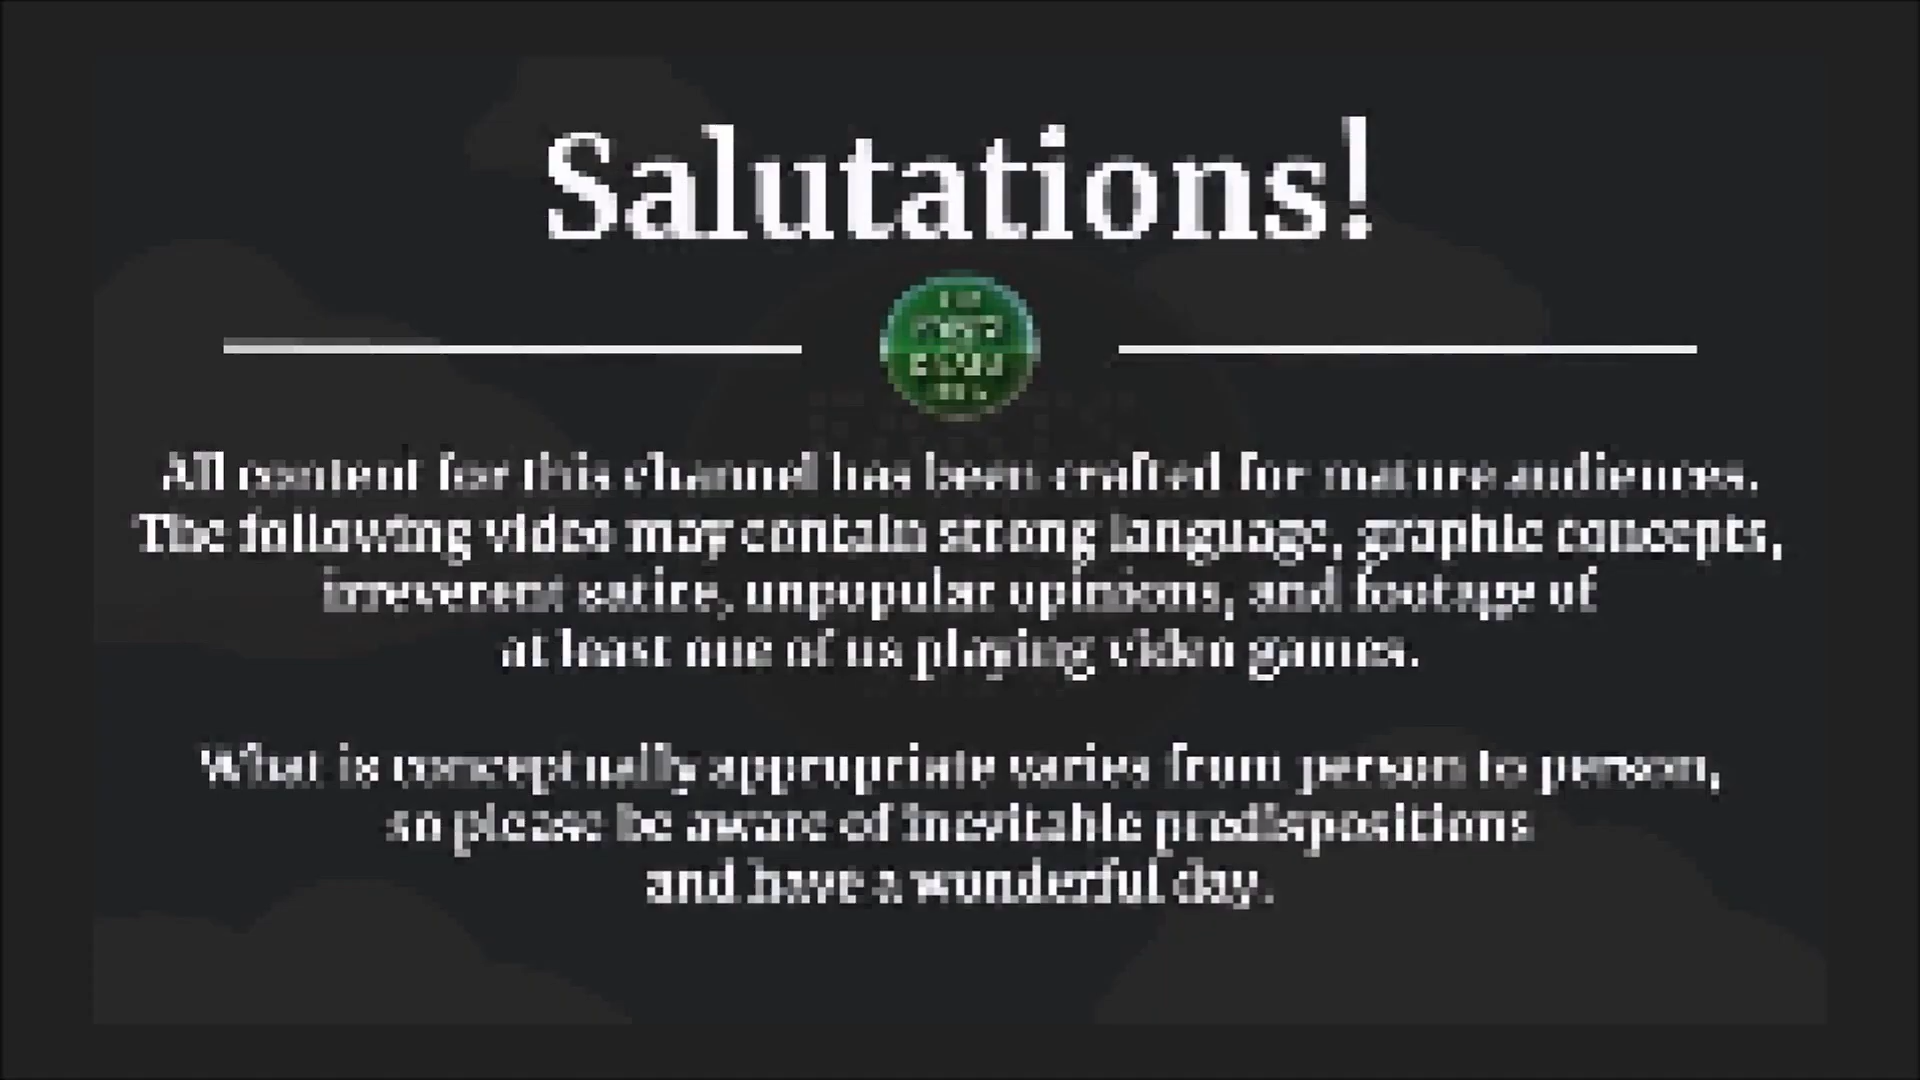 Salutations!
All content for this channel has been crafted for mature audiences.
The following video may contain strong language, graphic concepts,
irreverent satire, unpopular opinions, and footage of
at least one of us playing video games.
What is conceptually appropriate varies from person to person,
so please be aware of inevitable predispositions
and have a wonderful day.